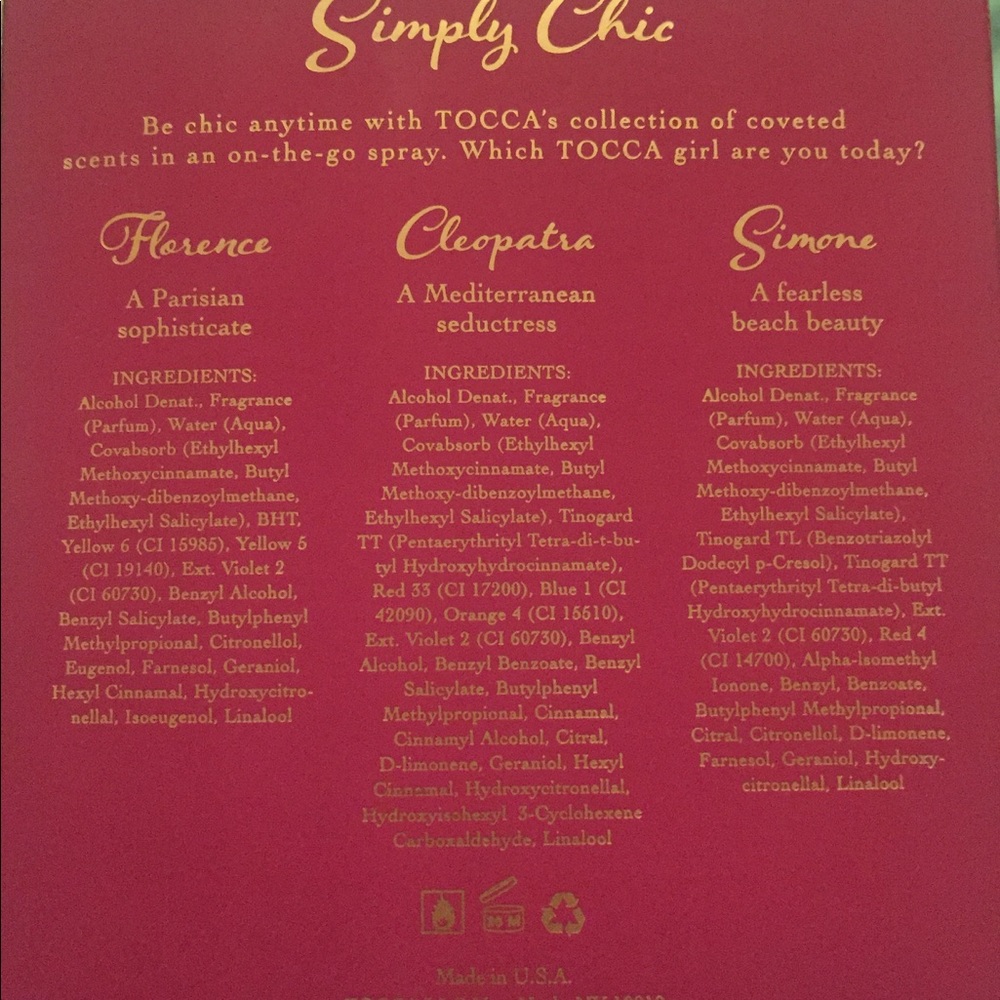 Simply Chic
Be chic anytime with TOCCA's collection of coveted
scents in an on-the-go spray. Which TOCCA girl are you today?
Florence
A Parisian
sophisticate
INGREDIENTS:
Alcohol Denat., Fragrance
(Parfum), Water (Aqua),
Covabsorb (Ethylhexyl
Methoxycinnamate, Butyl
Methoxy-dibenzoylmethane,
Ethylhexyl Salicylate), BHT,
Yellow 6 (CI 15985), Yellow 5
(CI 19140), Ext. Violet 2
(CI 60730), Benzyl Alcohol,
Benzyl Salicylate, Butylphenyl
Methylpropional, Citronellol,
Eugenol, Farnesol, Geraniol,
Hexyl Cinnamal, Hydroxycitro-
nellal, Isoeugenol, Linalool
Cleopatra
A Mediterranean
seductress
INGREDIENTS:
Alcohol Denat., Fragrance
(Parfum), Water (Aqua),
Covabsorb (Ethylhexyl
Methoxycinnamate, Butyl
Methoxy-dibenzoylmethane,
Ethylhexyl Salicylate), Tinogard
TT (Pentaerythrityl Tetra-di-t-bu-
tyl Hydroxyhydrocinnamate),
Red 33 (CI 17200), Blue 1 (CI
42090), Orange 4 (CI 15510),
Ext. Violet 2 (CI 60730), Benzyl
Alcohol, Benzyl Benzoate, Benzyl
Salicylate, Butylphenyl
Methylpropional, Cinnamal,
Cinnamyl Alcohol, Citral,
D-limonene, Geraniol, Hexyl
Cinnamal, Hydroxycitronellal,
Hydroxyisohexyl 3-Cyclohexene
Carboxaldehyde, Linalool
Simone
A fearless
beach beauty
INGREDIENTS:
Alcohol Denat., Fragrance
(Parfum), Water (Aqua),
Covabsorb (Ethylhexyl
Methoxycinnamate, Butyl
Methoxy-dibenzoylmethane,
Ethylhexyl Salicylate),
Tinogard TL (Benzotriazolyl
Dodecyl p-Cresol), Tinogard TT
(Pentaerythrityl Tetra-di-butyl
Hydroxyhydrocinnamate), Ext.
Violet 2 (CI 60730), Red 4
(CI 14700), Alpha-isomethyl
Ionone, Benzyl, Benzoate,
Butylphenyl Methylpropional,
Citral, Citronellol, D-limonene,
Farnesol, Geraniol, Hydroxy-
citronellal, Linalool
Made in U.S.A.